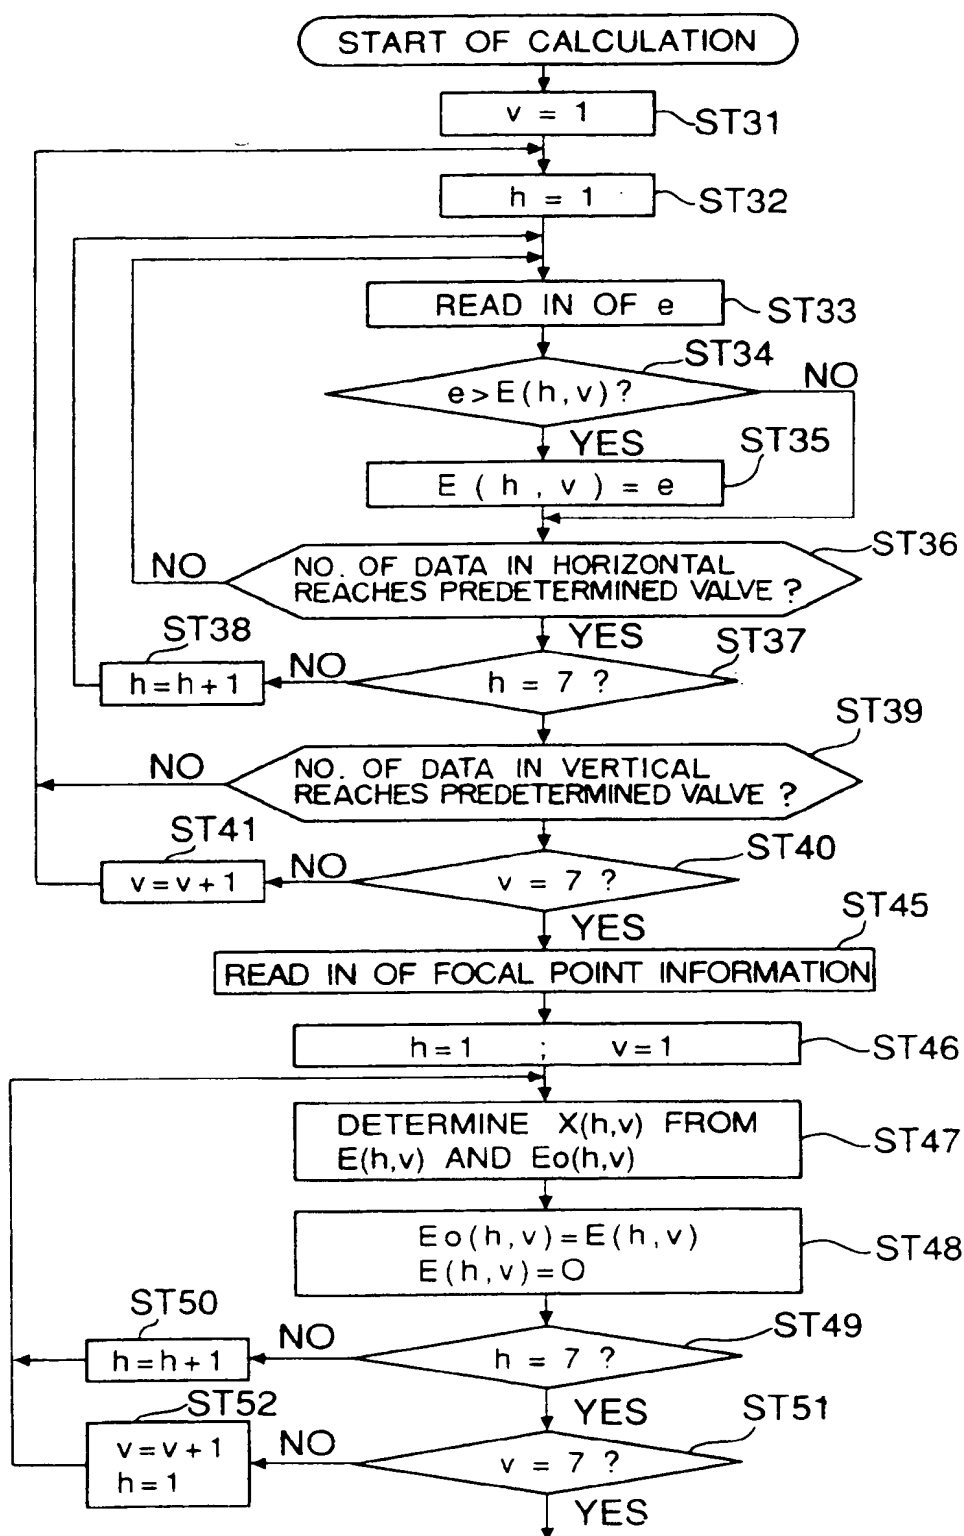 START OF CALCULATION
v = 1
ST31
h = 1
ST32
READ IN OF e
ST33
ST34
e>E(h,v)?
NO
YES
ST35
E(h,v)=e
ST36
NO
NO. OF DATA IN HORIZONTAL
REACHES PREDETERMINED VALVE ?
YES
ST37
ST38
NO
h=h+1
h = 7 ?
ST39
NO
NO. OF DATA IN VERTICAL
REACHES PREDETERMINED VALVE ?
ST41
ST40
NO
v=v+1
v = 7 ?
YES
ST45
READ IN OF FOCAL POINT INFORMATION
h=1 ; v=1
ST46
DETERMINE X(h,v) FROM
E(h,v) AND Eo(h,v)
ST47
Eo(h,v)=E(h,v)
E(h,v)=0
ST48
ST50
NO
ST49
h=h+1
h = 7 ?
ST52
YES
ST51
NO
v=v+1
h=1
v = 7 ?
YES